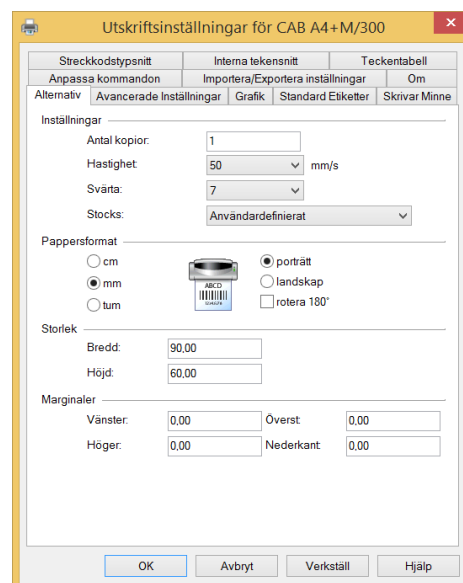 Utskriftsinställningar för CAB A4+M/300
Streckkodstypsnitt Interna tekensnitt Teckentabell
Anpassa kommandon Importera/Exportera inställningar Om
Alternativ Avancerade Inställningar Grafik Standard Etiketter Skrivar Minne
Inställningar
Antal kopior: 1
Hastighet: 50 mm/s
Svärta: 7
Stocks: Användardefinierat
Pappersformat
cm porträtt
mm ABCD landskap
tum rotera 180°
Storlek
Bredd: 90,00
Höjd: 60,00
Marginaler
Vänster: 0,00 Överst: 0,00
Höger: 0,00 Nederkant: 0,00
OK Avbryt Verkställ Hjälp